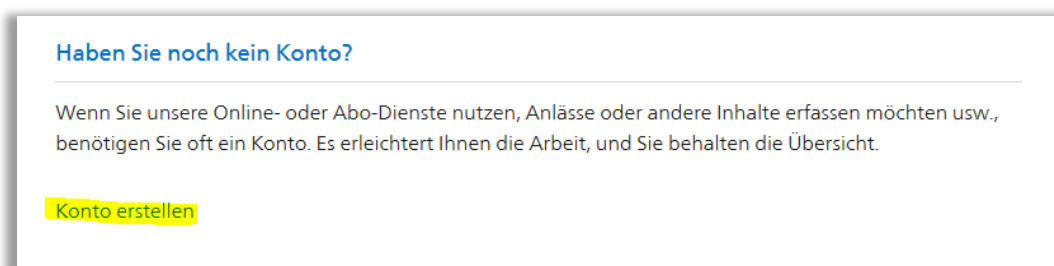 Haben Sie noch kein Konto?
Wenn Sie unsere Online- oder Abo-Dienste nutzen, Anlässe oder andere Inhalte erfassen möchten usw.,
benötigen Sie oft ein Konto. Es erleichtert Ihnen die Arbeit, und Sie behalten die Übersicht.
Konto erstellen